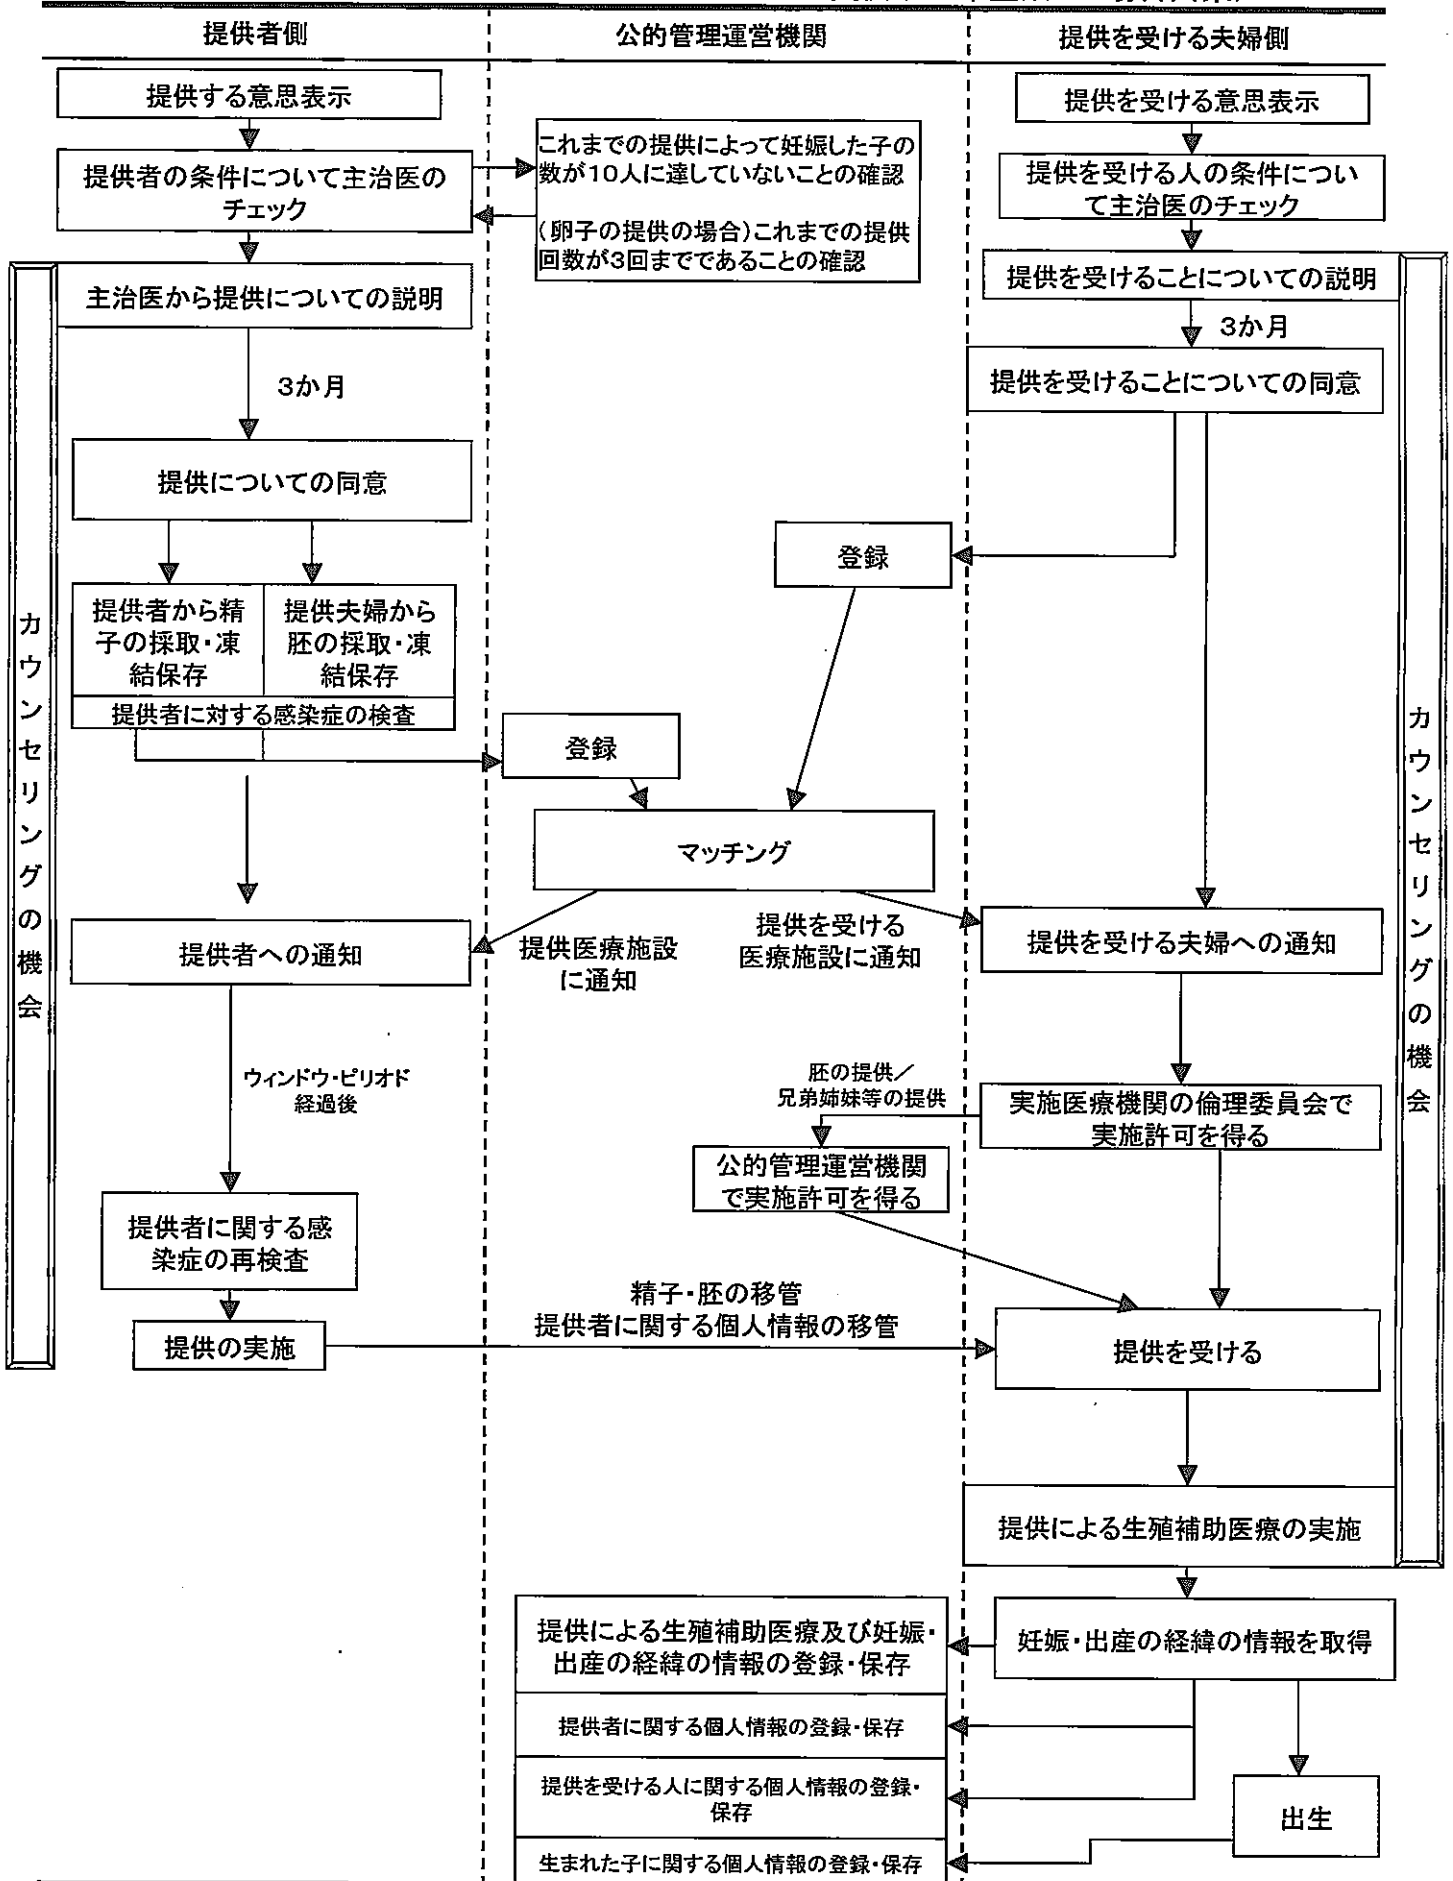 提供者側
公的管理運営機関
提供を受ける夫婦側
提供する意思表示
提供を受ける意思表示
これまでの提供によって妊娠した子の
数が10人に達していないことの確認
(卵子の提供の場合)これまでの提供
回数が3回までであることの確認
提供者の条件について主治医の
チェック
提供を受ける人の条件につい
て主治医のチェック
主治医から提供についての説明
提供を受けることについての説明
3か月
3か月
提供を受けることについての同意
提供についての同意
登録
提供者から精
子の採取・凍
結保存
提供夫婦から
胚の採取・凍
結保存
提供者に対する感染症の検査
登録
マッチング
カウンセリングの機会
カウンセリングの機会
提供者への通知
提供医療施設
に通知
提供を受ける
医療施設に通知
提供を受ける夫婦への通知
ウィンドウ・ピリオド
経過後
胚の提供／
兄弟姉妹等の提供
実施医療機関の倫理委員会で
実施許可を得る
公的管理運営機関
で実施許可を得る
提供者に関する感
染症の再検査
精子・胚の移管
提供者に関する個人情報の移管
提供の実施
提供を受ける
提供による生殖補助医療の実施
提供による生殖補助医療及び妊娠・
出産の経緯の情報の登録・保存
妊娠・出産の経緯の情報を取得
提供者に関する個人情報の登録・保存
提供を受ける人に関する個人情報の登録・
保存
出生
生まれた子に関する個人情報の登録・保存